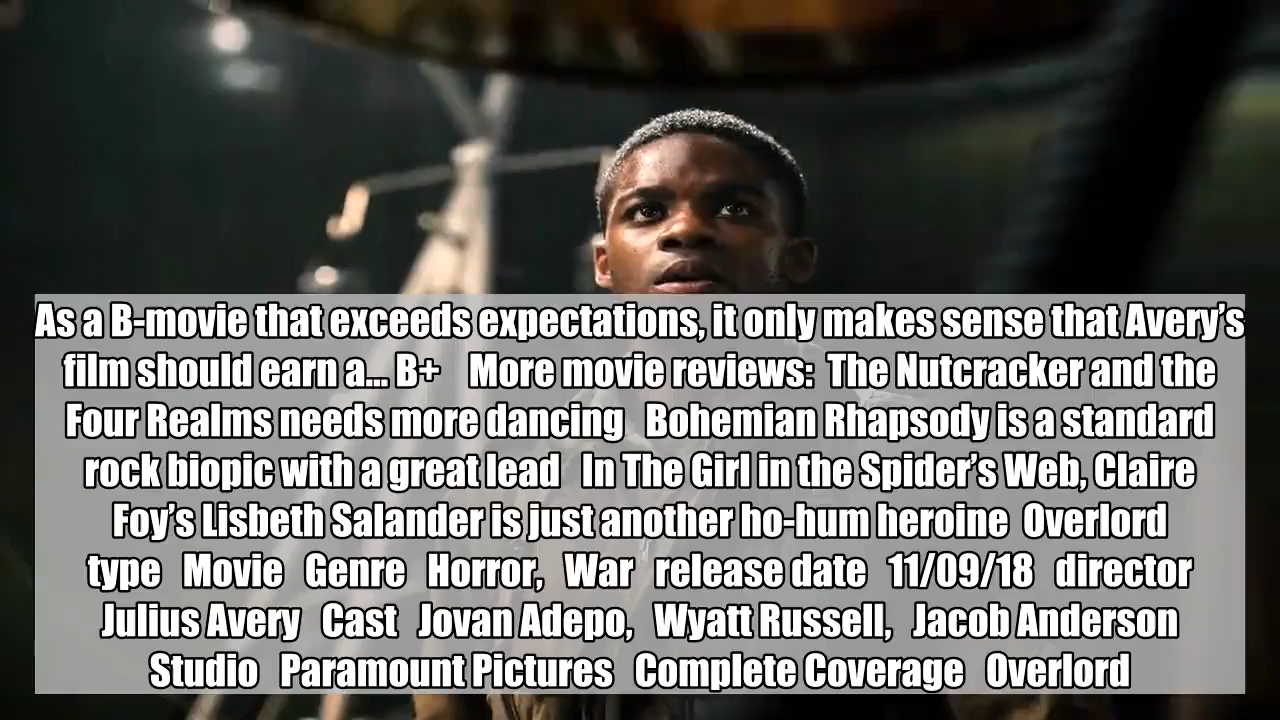 As a B-movie that exceeds expectations, it only makes sense that Avery’s
film should earn a... B+ More movie reviews: The Nutcracker and the
Four Realms needs more dancing Bohemian Rhapsody is a standard
rock biopic with a great lead In The Girl in the Spider’s Web, Claire
Foy’s Lisbeth Salander is just another ho-hum heroine Overlord
type Movie Genre Horror, War release date 11/09/18 director
Julius Avery Cast Jovan Adepo, Wyatt Russell, Jacob Anderson
Studio Paramount Pictures Complete Coverage Overlord